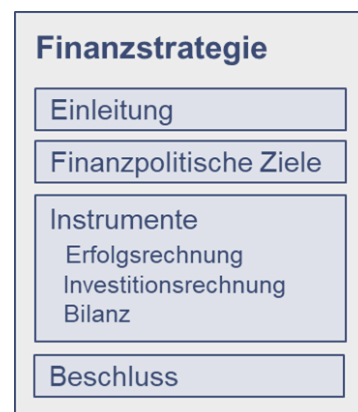 Finanzstrategie
Einleitung
Finanzpolitische Ziele
Instrumente
Erfolgsrechnung
Investitionsrechnung
Bilanz
Beschluss